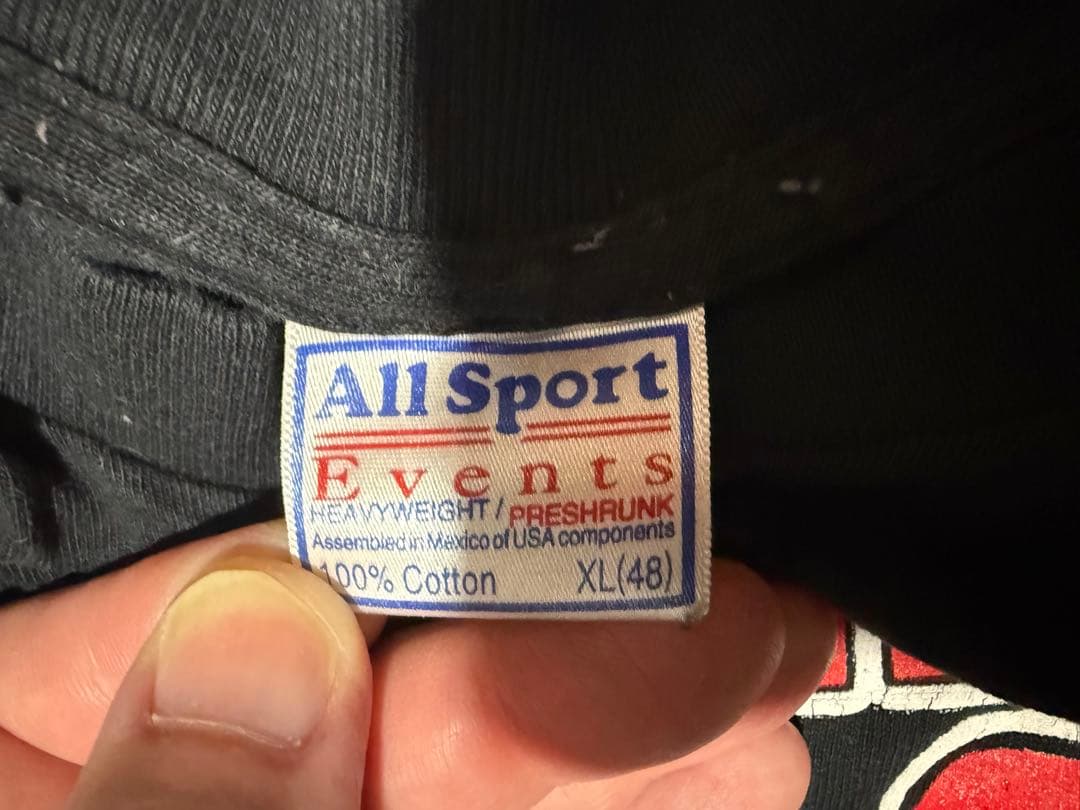 All Sport
Events
HEAVYWEIGHT / PRESHRUNK
Assembled in Mexico of USA components
100% Cotton XL(48)